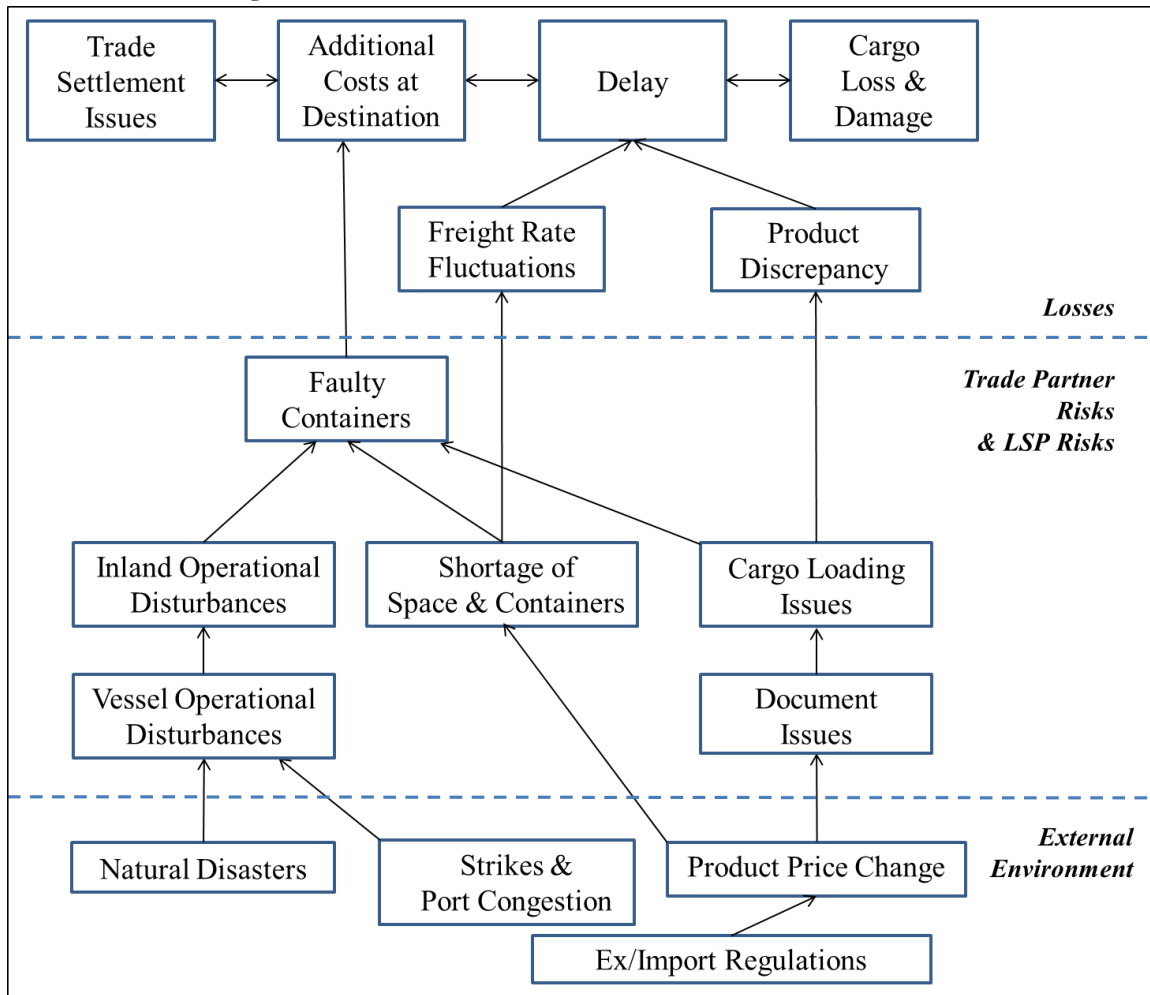 Trade
Settlement
Issues
Additional
Costs at
Destination
Delay
Cargo
Loss &
Damage
Freight Rate
Fluctuations
Product
Discrepancy
Losses
Faulty
Containers
Trade Partner
Risks
& LSP Risks
Inland Operational
Disturbances
Shortage of
Space & Containers
Cargo Loading
Issues
Vessel Operational
Disturbances
Document
Issues
Natural Disasters
Strikes &
Port Congestion
Product Price Change
External
Environment
Ex/Import Regulations